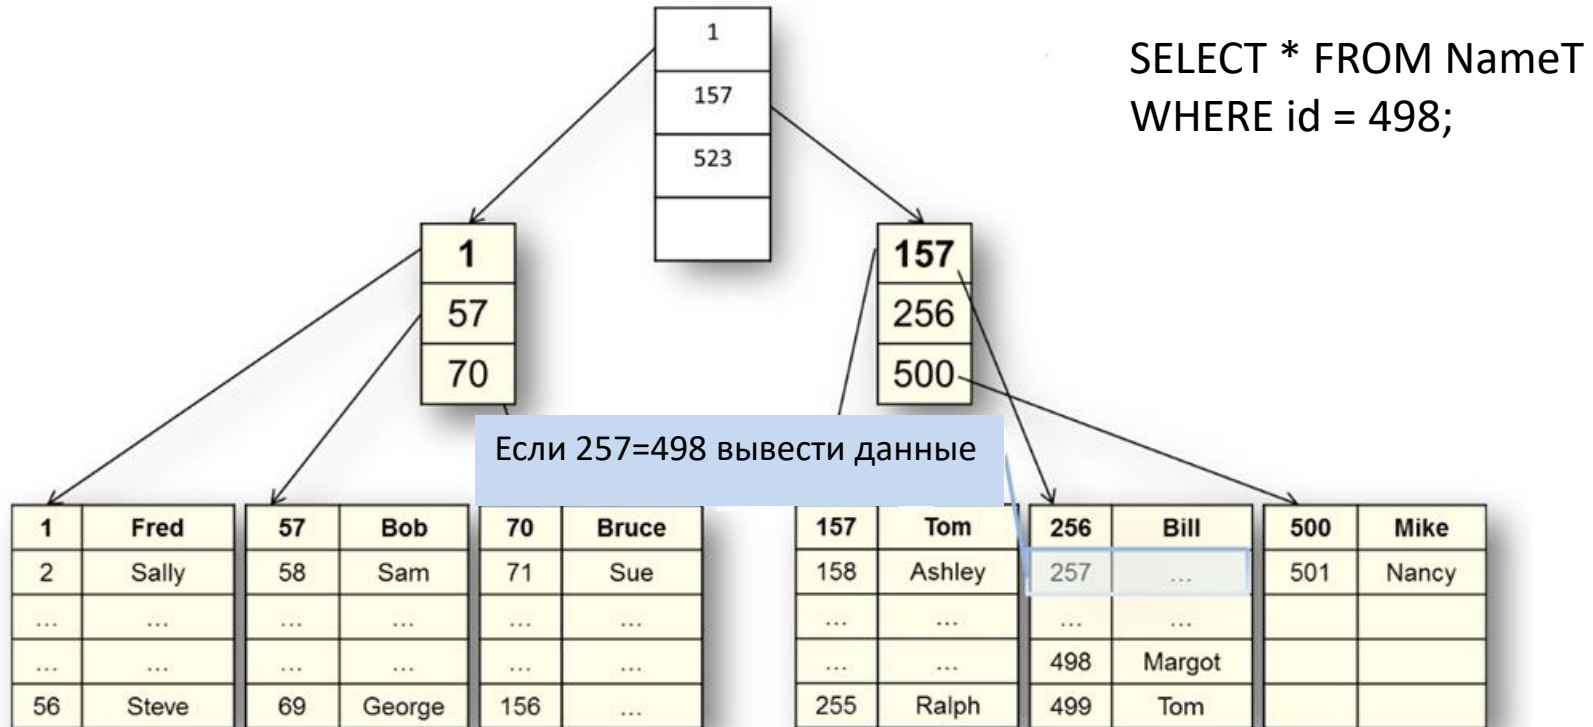 1
157
523
SELECT * FROM NameT
WHERE id = 498;
1
57
70
157
256
500
Если 257=498 вывести данные
1 Fred
2 Sally
... ...
... ...
56 Steve
57 Bob
58 Sam
... ...
... ...
69 George
70 Bruce
71 Sue
... ...
... ...
156 ...
157 Tom
158 Ashley
... ...
... ...
255 Ralph
256 Bill
257 ...
... ...
498 Margot
499 Tom
500 Mike
501 Nancy